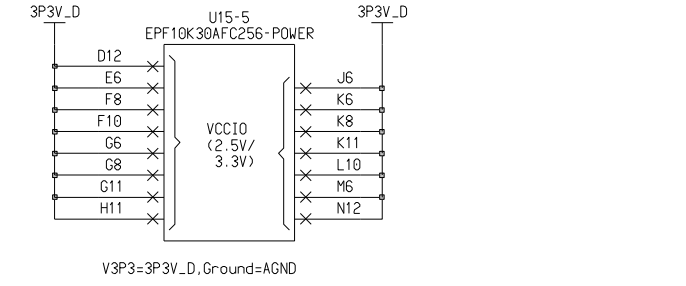 3P3V_D
3P3V_D
U15-5
EPF10K30AFC256-POWER
D12
E6
F8
F10
G6
G8
G11
H11
VCCIO
(2.5V/
3.3V)
J6
K6
K8
K11
L10
M6
N12
V3P3=3P3V_D,Ground=AGND